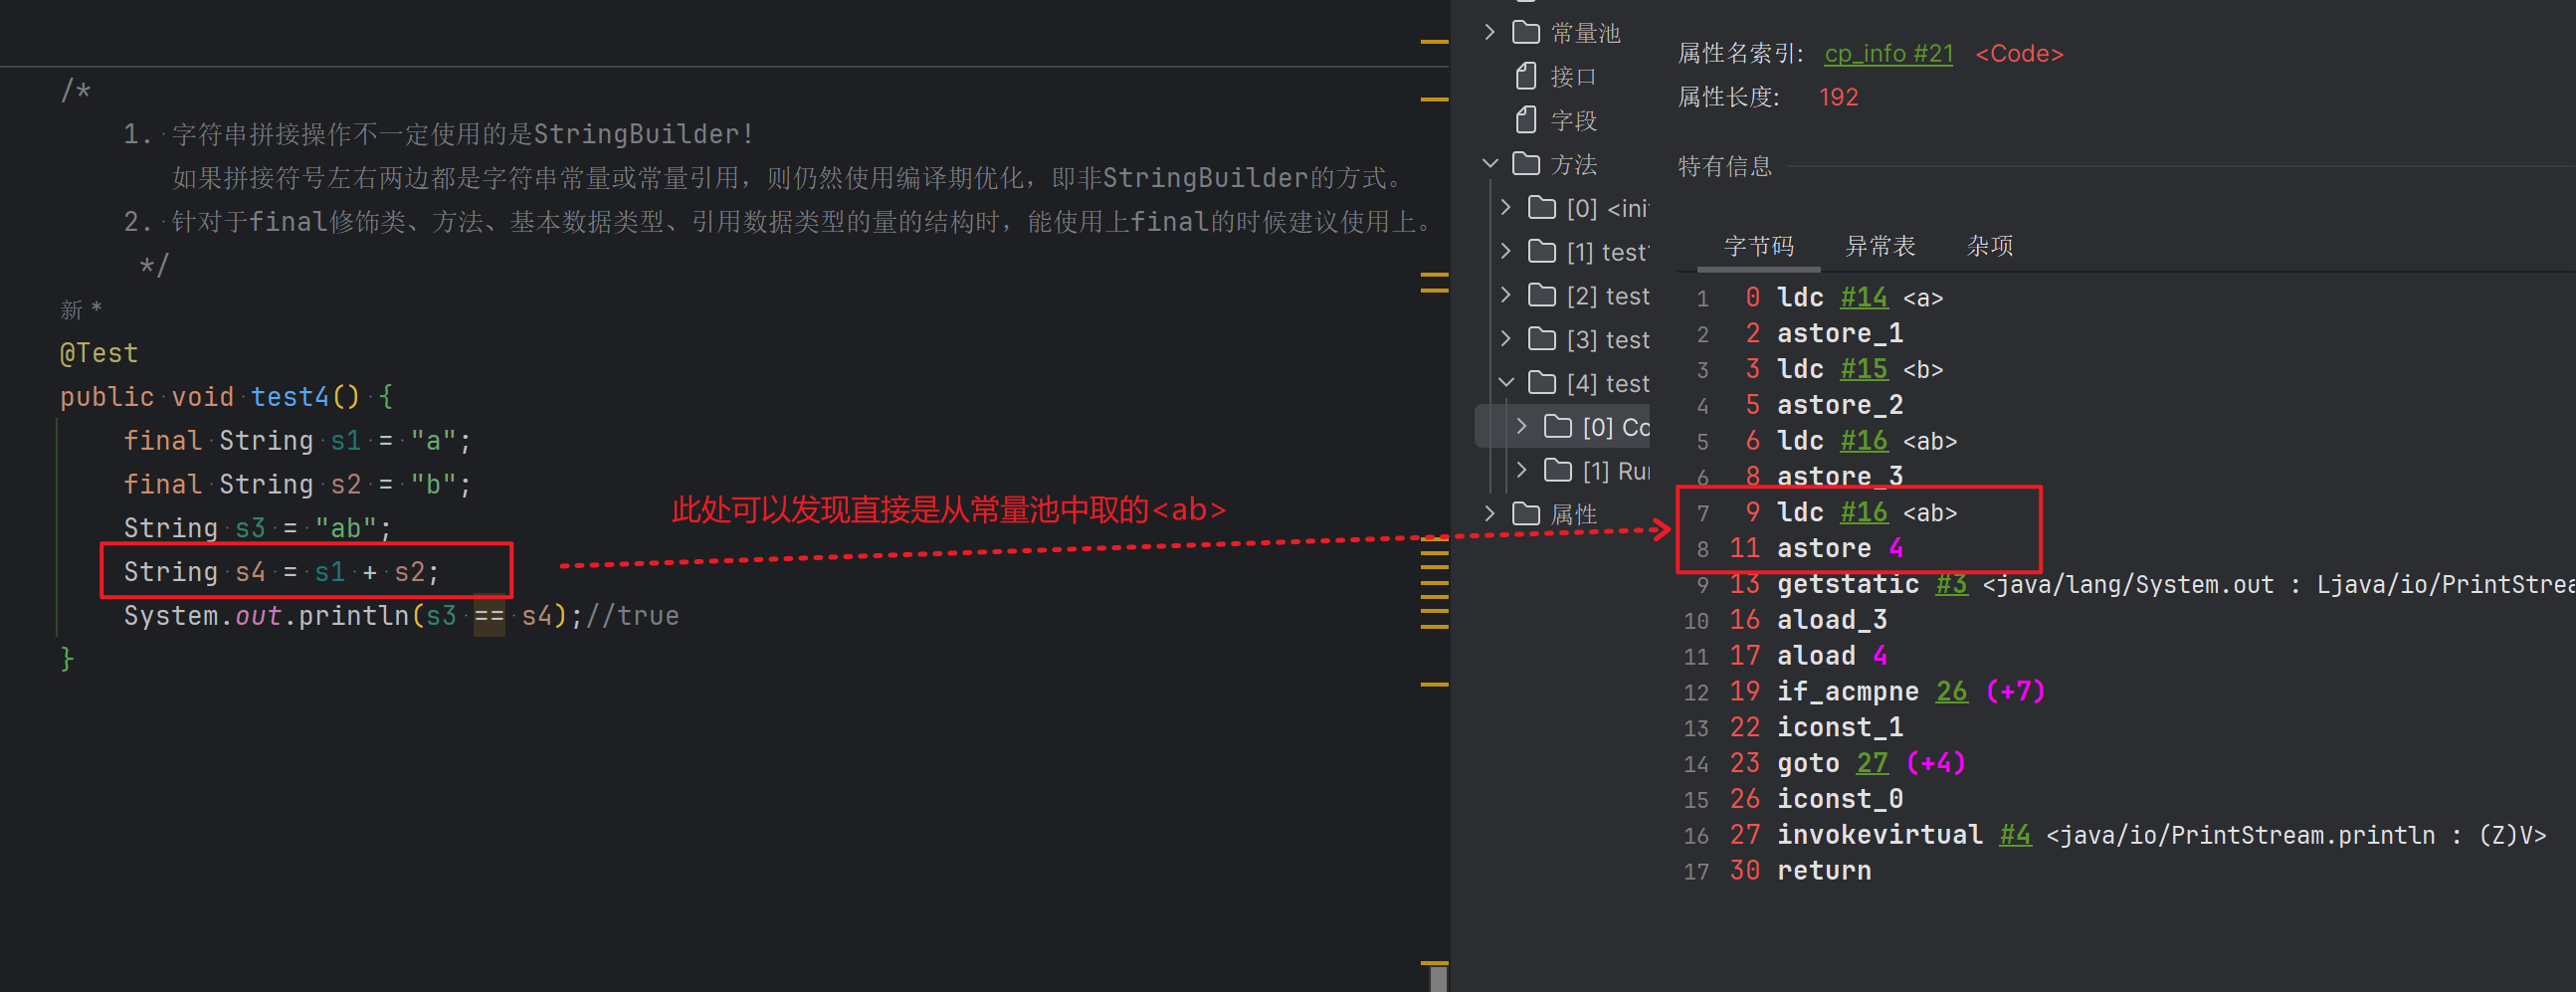 /*
1. 字符串拼接操作不一定使用的是StringBuilder!
如果拼接符号左右两边都是字符串常量或常量引用，则仍然使用编译期优化，即非StringBuilder的方式。
2. 针对于final修饰类、方法、基本数据类型、引用数据类型的量的结构时，能使用上final的时候建议使用上。
*/
新 *
@Test
public void test4() {
final String s1 = "a";
final String s2 = "b";
String s3 = "ab";
String s4 = s1 + s2;
System.out.println(s3 == s4);//true
}
此处可以发现直接是从常量池中取的<ab>
常量池
接口
字段
方法
[0] <ini
[1] test
[2] test
[3] test
[4] test
[0] Co
[1] Ru
属性
属性名索引: cp_info #21 <Code>
属性长度: 192
特有信息
字节码 异常表 杂项
1 0 ldc #14 <a>
2 2 astore_1
3 3 ldc #15 <b>
4 5 astore_2
5 6 ldc #16 <ab>
6 8 astore_3
7 9 ldc #16 <ab>
8 11 astore 4
9 13 getstatic #3 <java/lang/System.out : Ljava/io/PrintStrea
10 16 aload_3
11 17 aload 4
12 19 if_acmpne 26 (+7)
13 22 iconst_1
14 23 goto 27 (+4)
15 26 iconst_0
16 27 invokevirtual #4 <java/io/PrintStream.println : (Z)V>
17 30 return